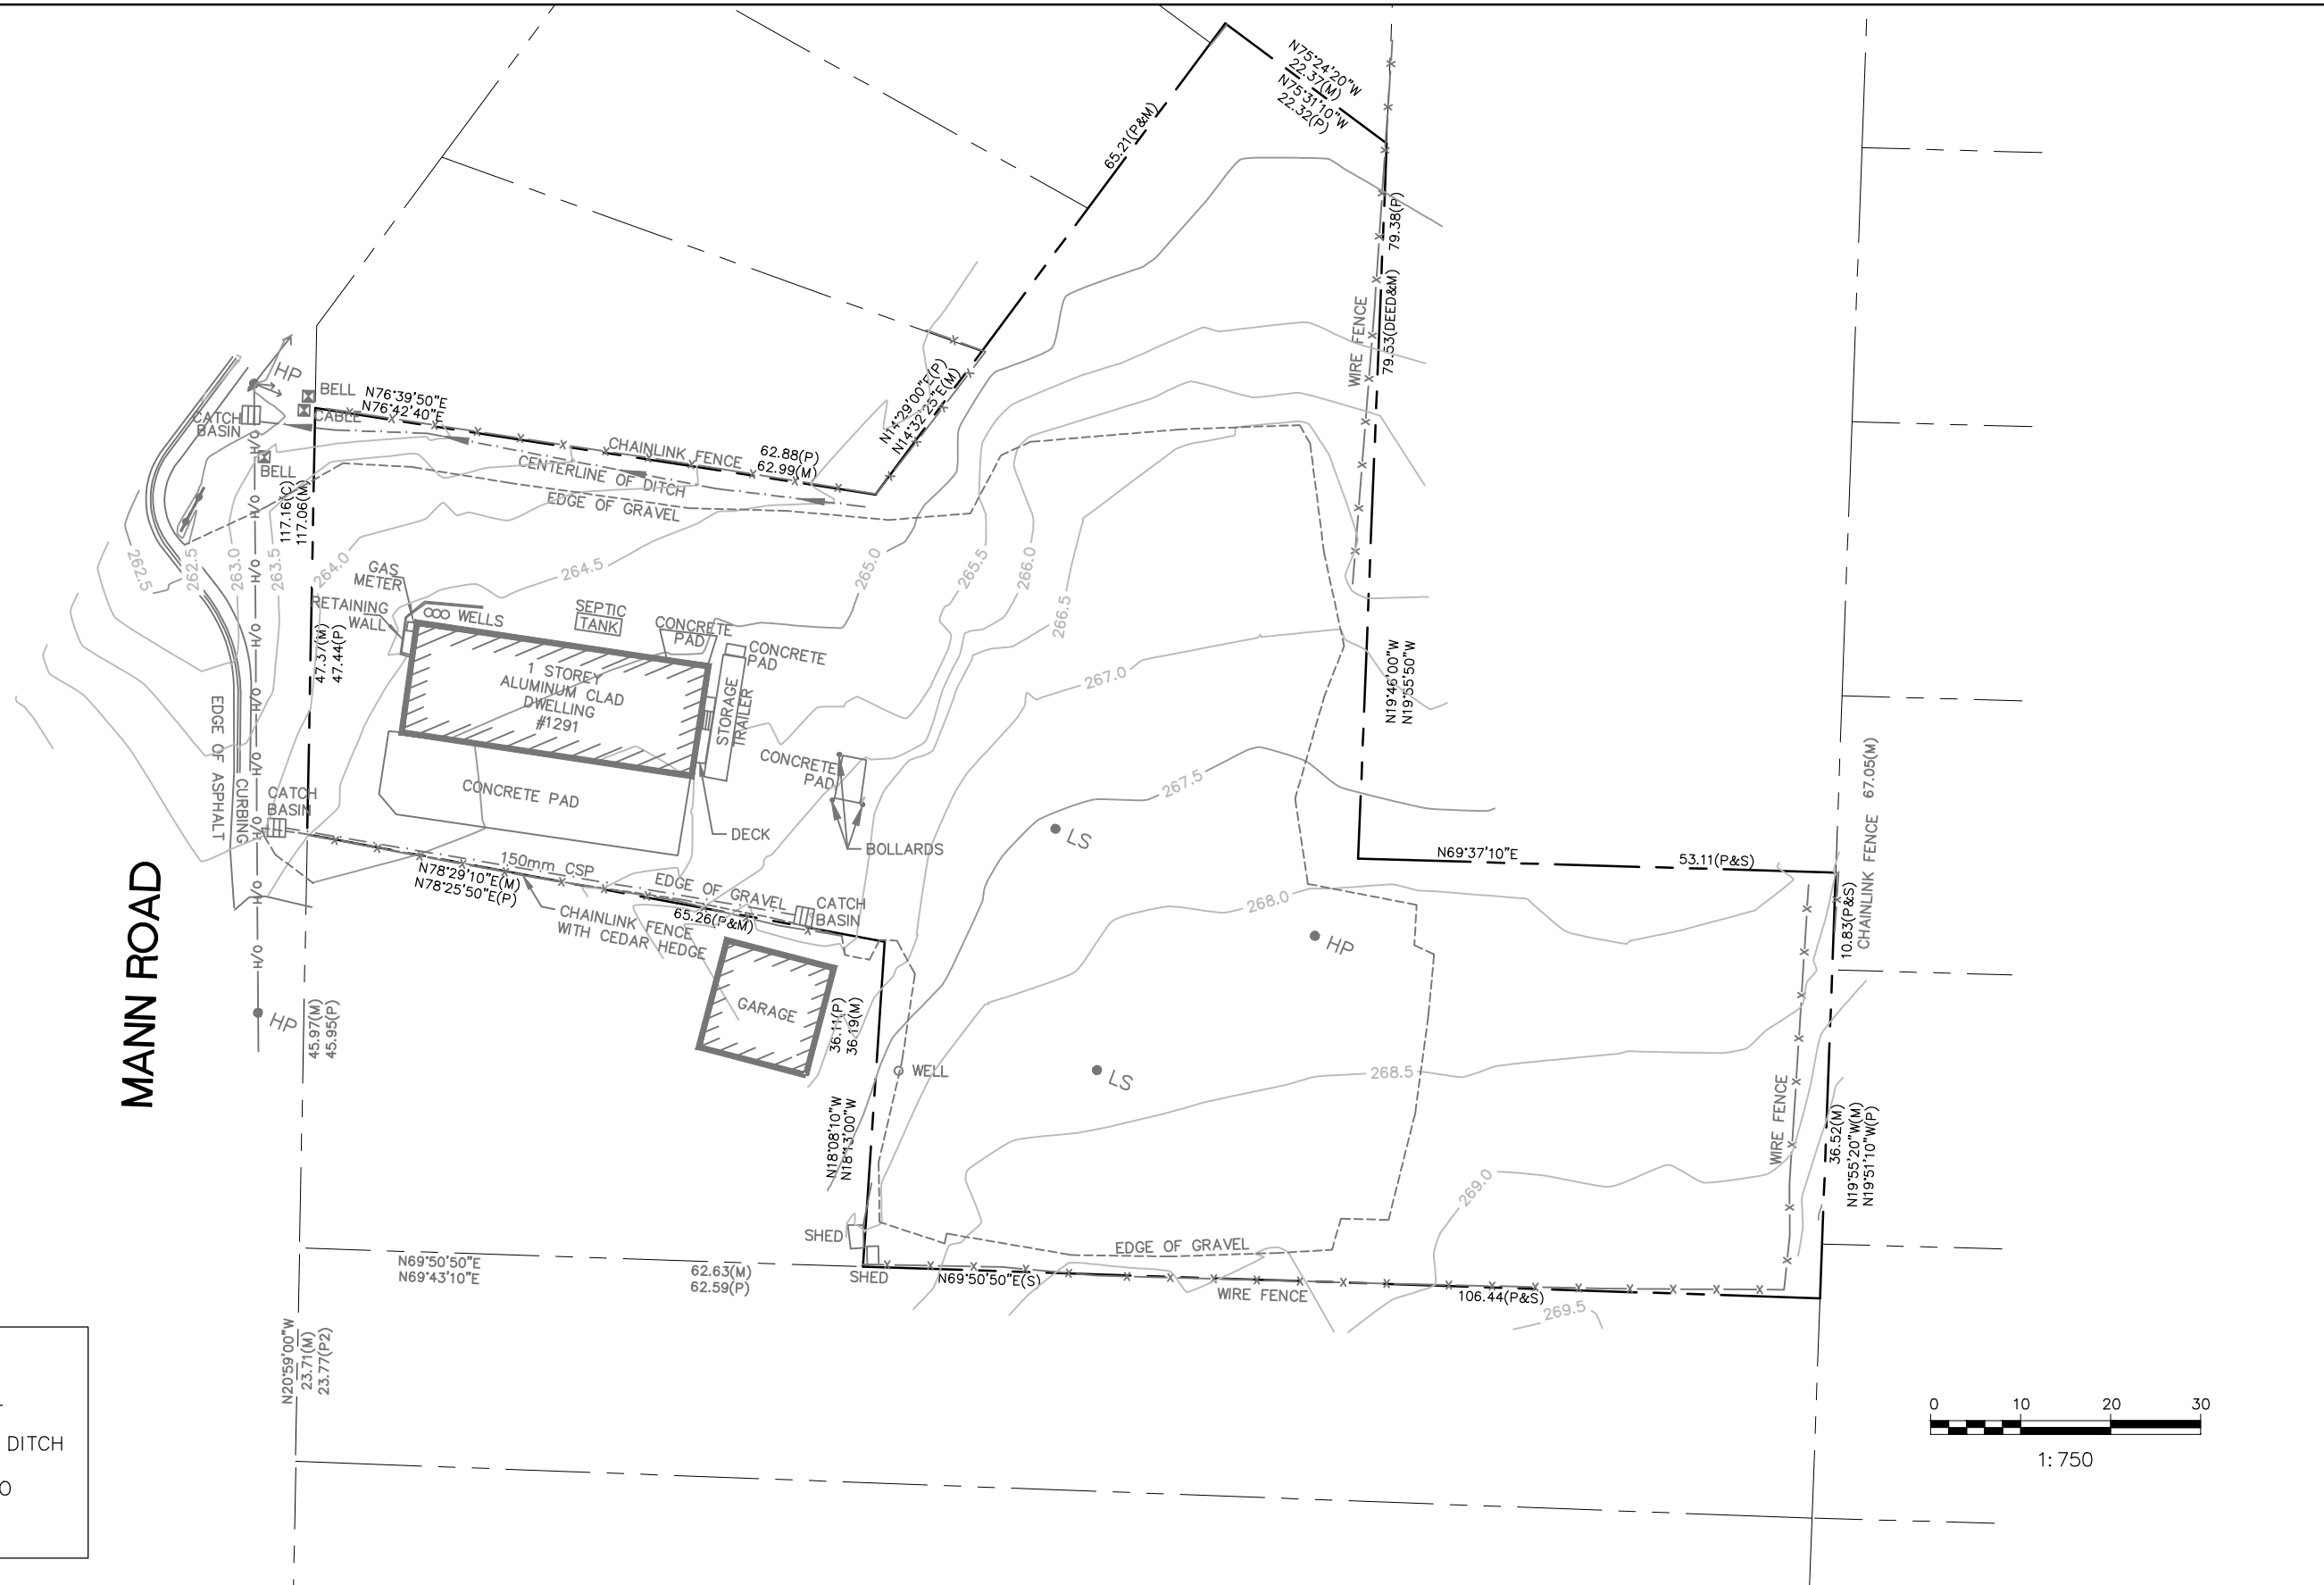 N75°24'20"W
22.37(M)
N75°31'10"W
22.32(P)
65.21(P&M)
79.38(P)
79.53(DEED&M)
WIRE FENCE
HP
BELL
CABLE
CATCH
BASIN
BELL
N76°39'50"E
N76°42'40"E
CHAINLINK FENCE
62.88(P)
62.99(M)
CENTERLINE OF DITCH
EDGE OF GRAVEL
N14°29'00"E(P)
N14°32'25"E(M)
117.16(C)
117.06(M)
O/H
O/H
O/H
O/H
O/H
O/H
O/H
O/H
O/H
262.5
262.5
263.0
263.5
264.0
264.5
265.0
265.5
266.0
266.5
267.0
267.5
268.0
268.5
269.0
269.5
GAS
METER
RETAINING
WALL
WELLS
SEPTIC
TANK
CONCRETE
PAD
CONCRETE
PAD
1 STOREY
ALUMINUM CLAD
DWELLING
#1291
STORAGE
TRAILER
CONCRETE
PAD
CONCRETE PAD
DECK
BOLLARDS
47.37(M)
47.44(P)
EDGE OF ASPHALT
CURBING
CATCH
BASIN
150mm CSP
N78°29'10"E(M)
N78°25'50"E(P)
EDGE OF GRAVEL
CATCH
BASIN
65.26(P&M)
CHAINLINK FENCE
WITH CEDAR HEDGE
GARAGE
36.11(P)
36.19(M)
WELL
N18°08'10"W
N18°13'00"W
LS
HP
LS
N19°46'00"W
N19°55'50"W
N69°37'10"E
53.11(P&S)
CHAINLINK FENCE 67.05(M)
10.83(P&S)
WIRE FENCE
36.52(M)
N19°55'20"W(M)
N19°51'10"W(P)
MANN ROAD
HP
45.97(M)
45.95(P)
SHED
SHED
EDGE OF GRAVEL
N69°50'50"E
N69°43'10"E
62.63(M)
62.59(P)
N69°50'50"E(S)
WIRE FENCE
106.44(P&S)
N20°59'00"W
23.71(M)
23.77(P2)
DITCH
0 10 20 30
1:750